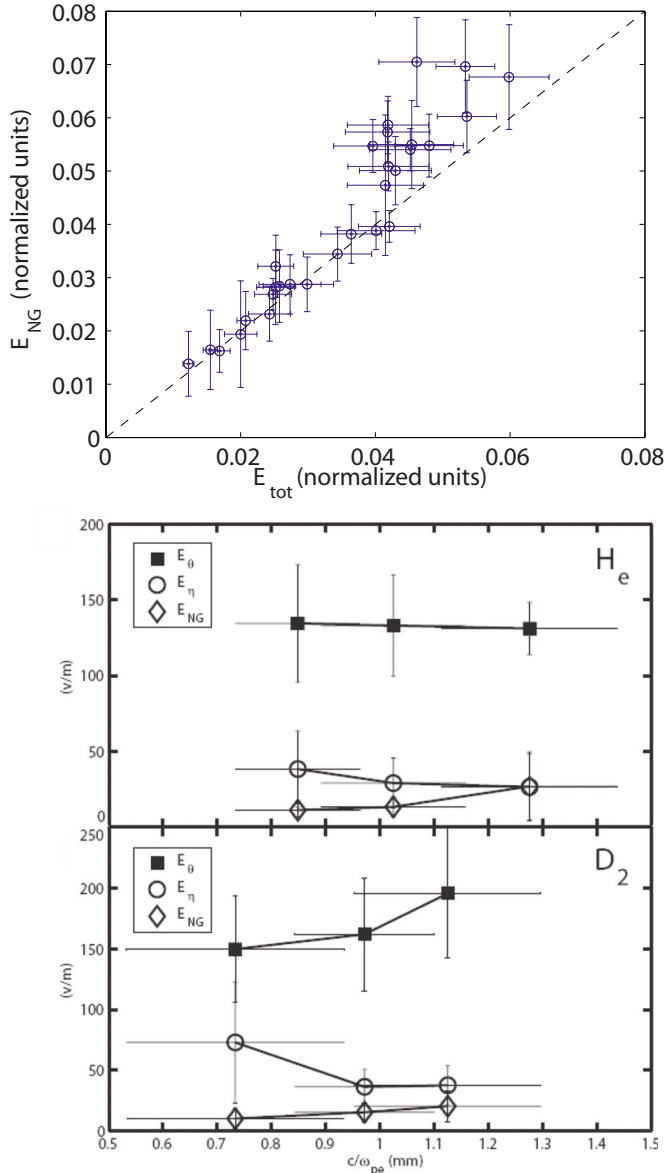 0.08
0.07
0.06
0.05
0.04
0.03
0.02
0.01
0
E_NG (normalized units)
0 0.02 0.04 0.06 0.08
E_tot (normalized units)
200
150
100
50
0
(v/m)
E_θ
E_η
E_NG
H_e
250
200
150
100
50
0
(v/m)
E_θ
E_η
E_NG
D_2
0.5 0.6 0.7 0.8 0.9 1 1.1 1.2 1.3 1.4 1.5
c/ω_pe (mm)